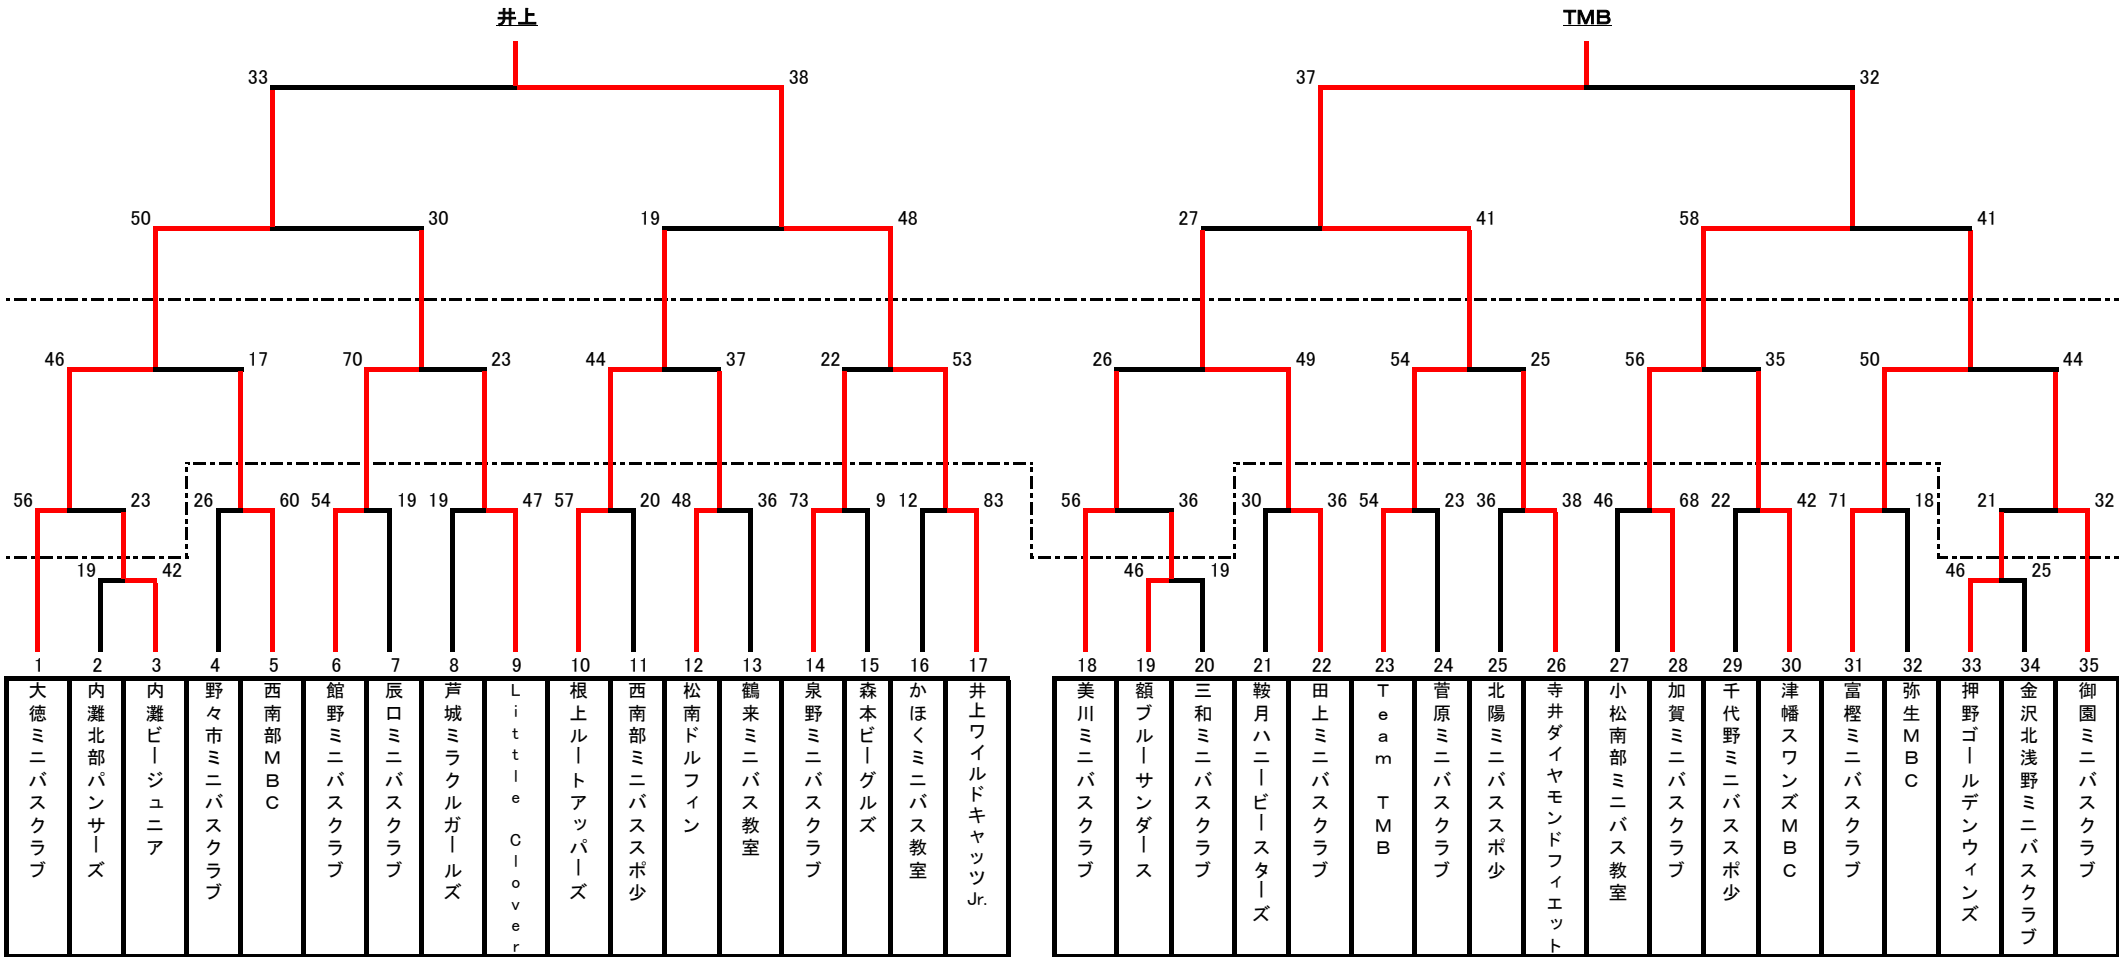 井上 TMB
33 38 37 32
50 30 19 48 27 41 58 41
46 17 70 23 44 37 22 53 26 49 54 25 56 35 50 44
56 23 26 60 54 19 19 47 57 20 48 36 73 9 12 83 56 36 30 36 54 23 36 38 46 68 22 42 71 18 21 32
19 42 46 19 46 25
1 2 3 4 5 6 7 8 9 10 11 12 13 14 15 16 17 18 19 20 21 22 23 24 25 26 27 28 29 30 31 32 33 34 35
大徳ミニバスクラブ
内灘北部パンサーズ
内灘ビージュニア
野々市ミニバスクラブ
西南部MBC
館野ミニバスクラブ
辰口ミニバスクラブ
芦城ミラクルガールズ
Little Clover
根上ルートアッパーズ
西南部ミニバススポ少
松南ドルフィン
鶴来ミニバス教室
泉野ミニバスクラブ
森本ビーグルズ
かほくミニバス教室
井上ワイルドキャッツJr.
美川ミニバスクラブ
額ブルーサンダース
三和ミニバスクラブ
鞍月ハニービースターズ
田上ミニバスクラブ
Team TMB
菅原ミニバスクラブ
北陽ミニバススポ少
寺井ダイヤモンドフィエット
小松南部ミニバス教室
加賀ミニバスクラブ
千代野ミニバススポ少
津幡スワンズMBC
富樫ミニバスクラブ
弥生MBC
押野ゴールデンウィンズ
金沢北浅野ミニバスクラブ
御園ミニバスクラブ